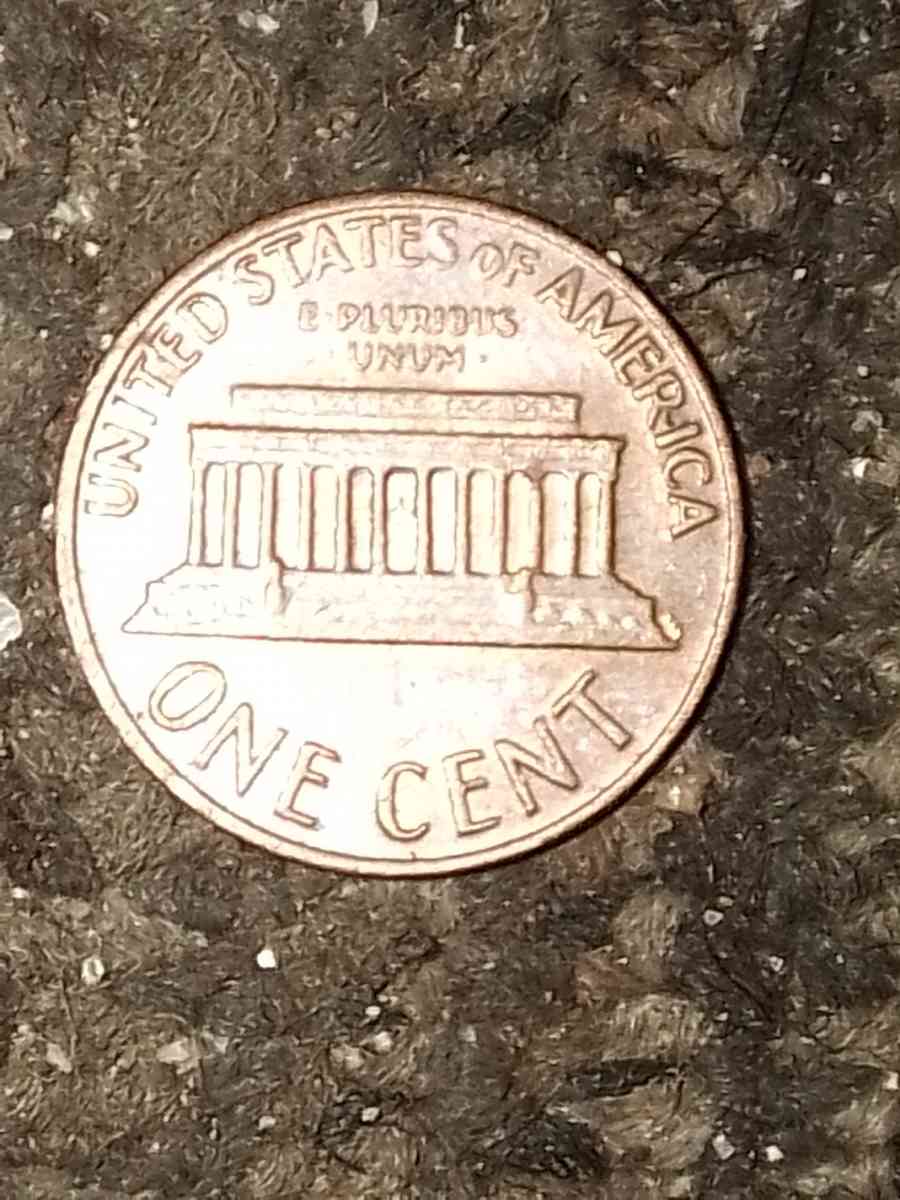 UNITED STATES OF AMERICA
E·PLURIBUS
UNUM·
ONE CENT